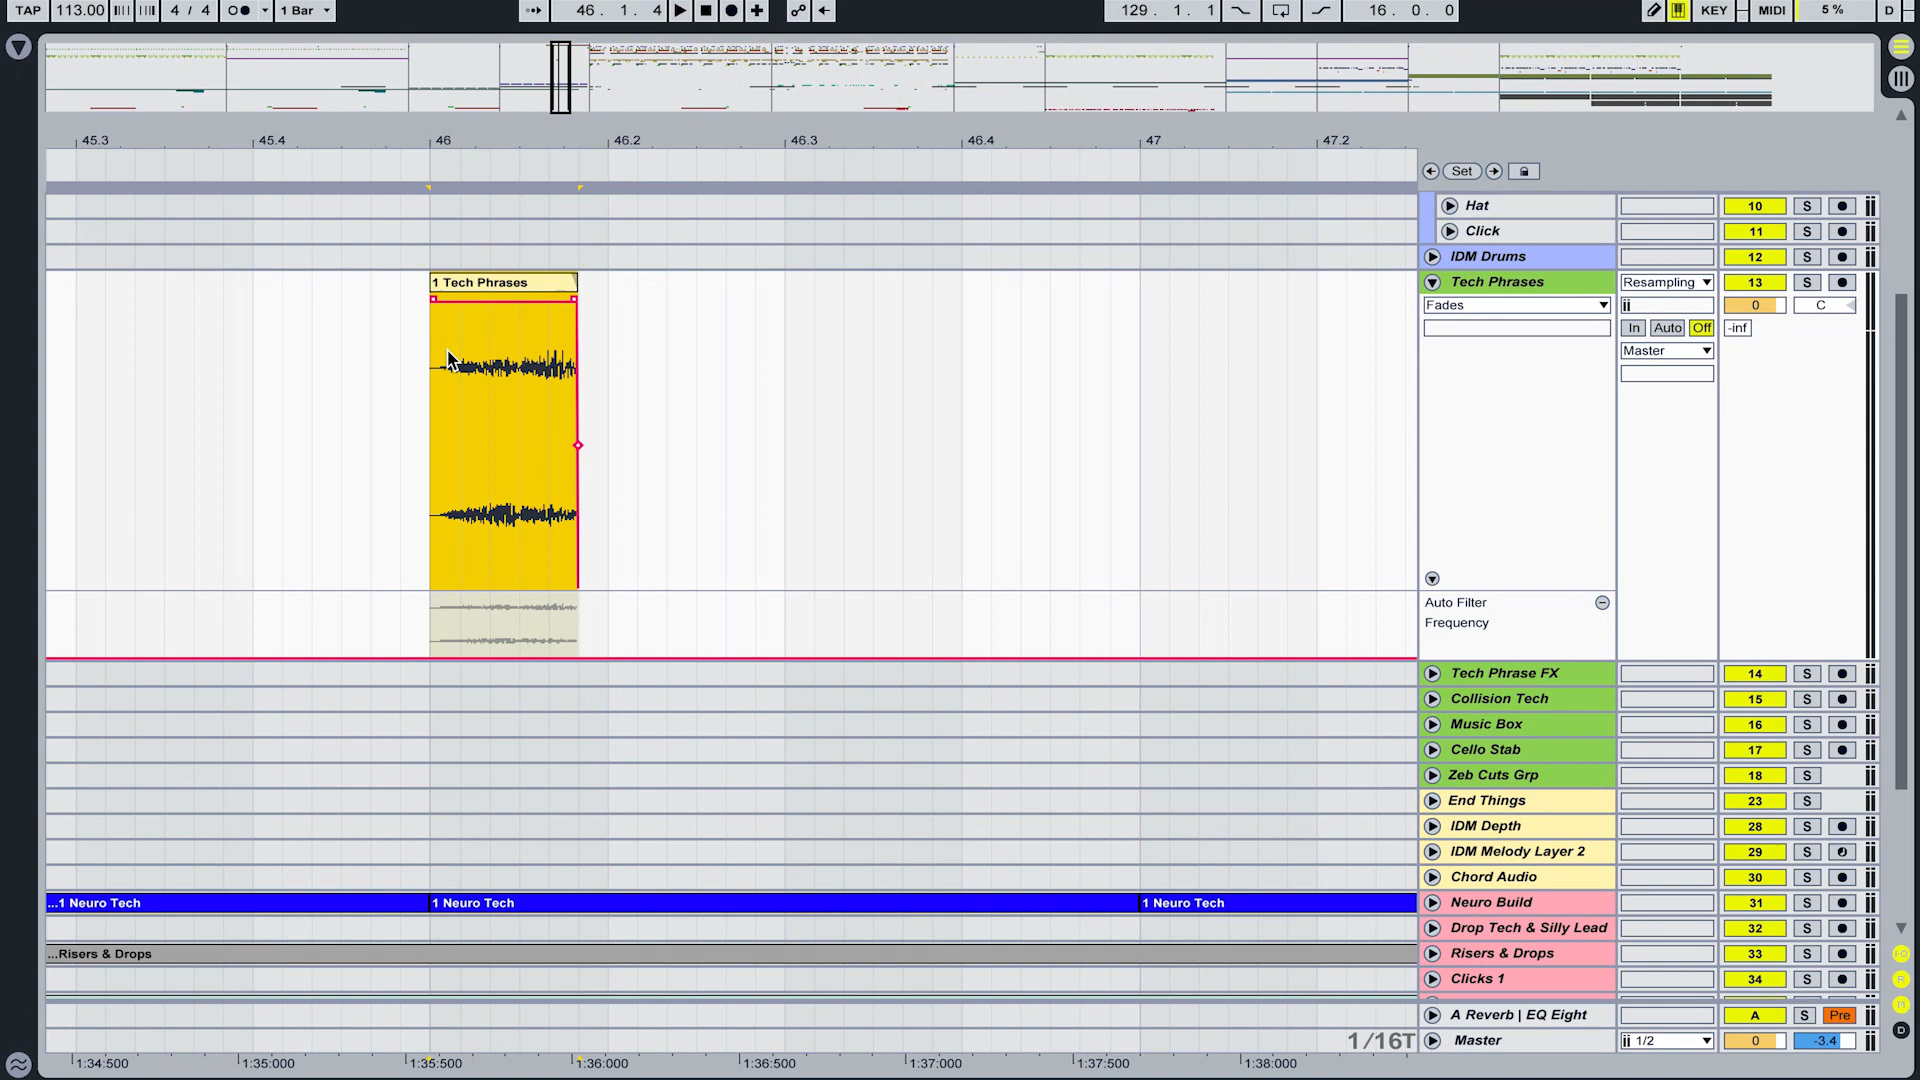 TAP 113.00 4 / 4 1 Bar 46 . 1 . 4 129 . 1 . 1 16 . 0 . 0 KEY MIDI 5 % D
45.3 45.4 46 46.2 46.3 46.4 47 47.2
Set
Hat 10 S
Click 11 S
IDM Drums 12 S
1 Tech Phrases
Tech Phrases Resampling 13 S
Fades 0 C
In Auto Off -inf
Master
Auto Filter
Frequency
Tech Phrase FX 14 S
Collision Tech 15 S
Music Box 16 S
Cello Stab 17 S
Zeb Cuts Grp 18 S
End Things 23 S
IDM Depth 28 S
IDM Melody Layer 2 29 S
Chord Audio 30 S
...1 Neuro Tech 1 Neuro Tech 1 Neuro Tech Neuro Build 31 S
Drop Tech & Silly Lead 32 S
...Risers & Drops Risers & Drops 33 S
Clicks 1 34 S
A Reverb | EQ Eight A S Pre
1/16T Master 1/2 0 -3.4
D
1:34:500 1:35:000 1:35:500 1:36:000 1:36:500 1:37:000 1:37:500 1:38:000